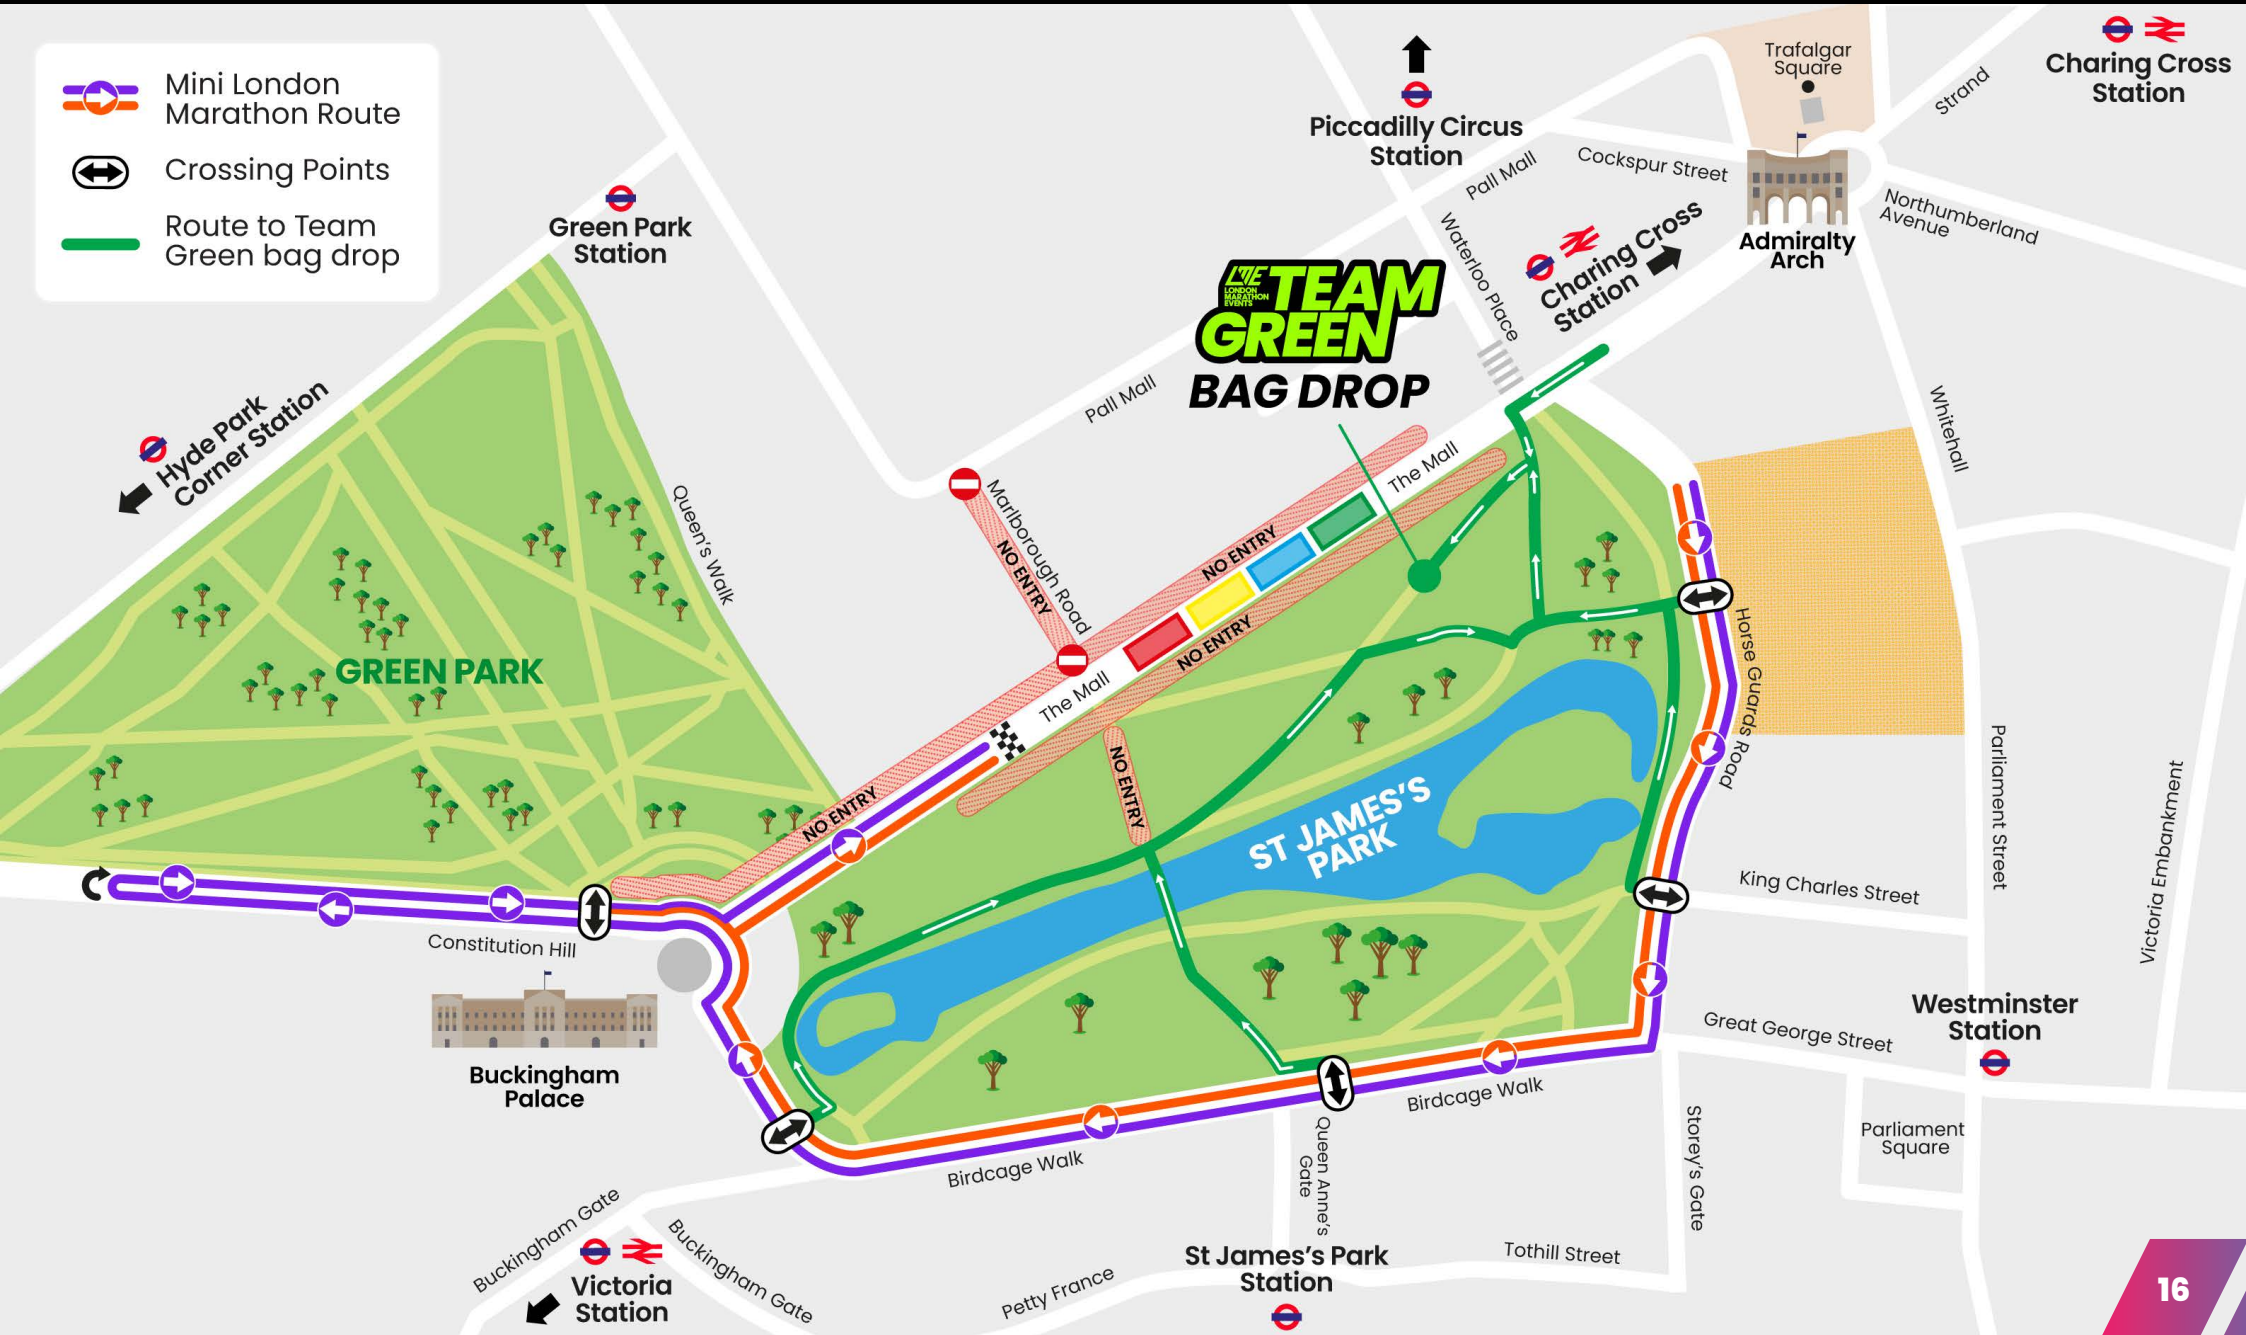 Mini London
Marathon Route
Crossing Points
Route to Team
Green bag drop
Green Park
Station
Piccadilly Circus
Station
Trafalgar
Square
Charing Cross
Station
Strand
Pall Mall
Cockspur Street
Northumberland
Avenue
Admiralty
Arch
Waterloo Place
Charing Cross
Station
LME
LONDON
MARATHON
EVENTS
TEAM
GREEN
BAG DROP
Pall Mall
Hyde Park
Corner Station
Queen's Walk
Marlborough Road
NO ENTRY
The Mall
NO ENTRY
NO ENTRY
The Mall
NO ENTRY
NO ENTRY
GREEN PARK
Whitehall
Horse Guards Road
Parliament Street
Victoria Embankment
ST JAMES'S
PARK
King Charles Street
Constitution Hill
Buckingham
Palace
Great George Street
Westminster
Station
Birdcage Walk
Birdcage Walk
Queen Anne's
Gate
Storey's Gate
Parliament
Square
Buckingham Gate
Buckingham Gate
Victoria
Station
Petty France
St James's Park
Station
Tothill Street
16